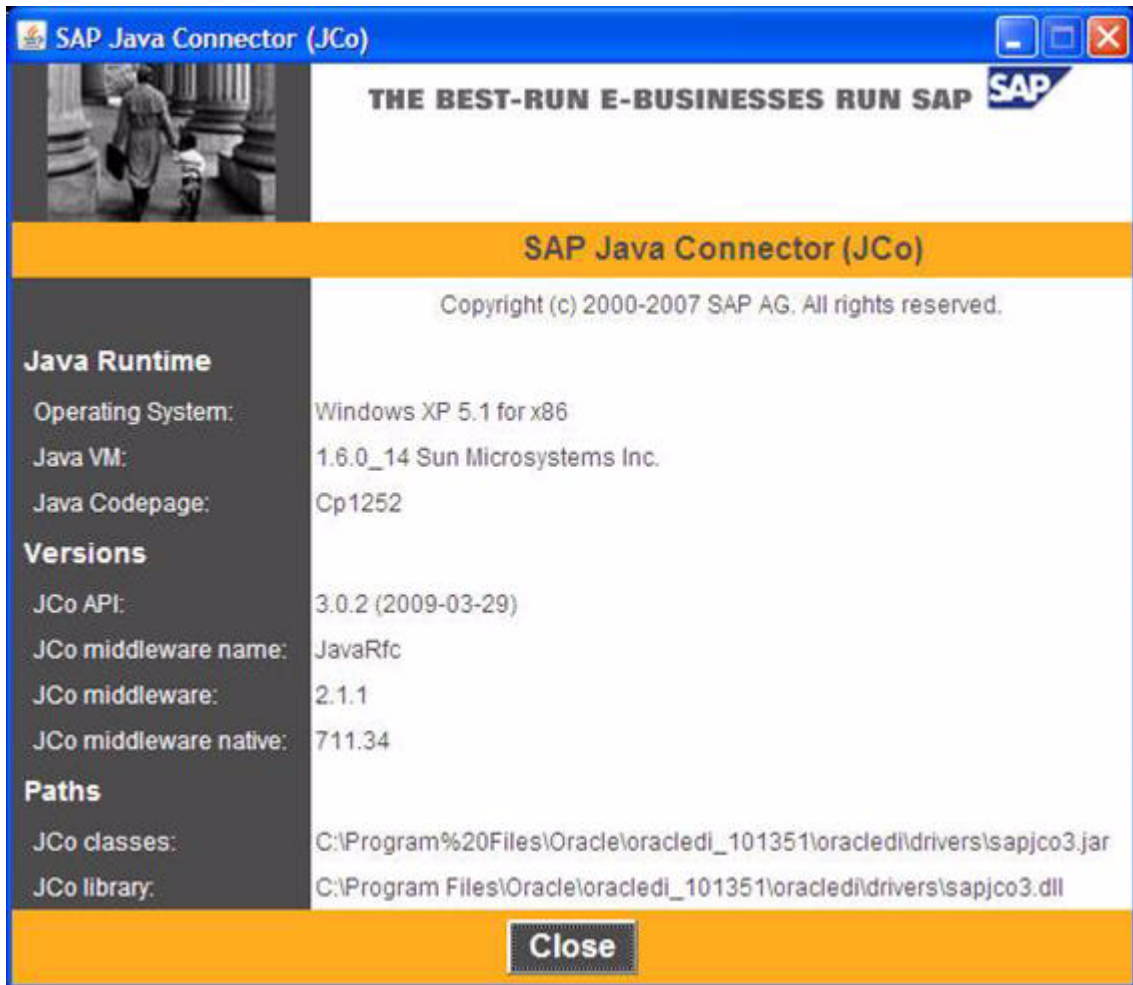 SAP Java Connector (JCo)
THE BEST-RUN E-BUSINESSES RUN SAP SAP
SAP Java Connector (JCo)
Copyright (c) 2000-2007 SAP AG. All rights reserved.
Java Runtime
Operating System: Windows XP 5.1 for x86
Java VM: 1.6.0_14 Sun Microsystems Inc.
Java Codepage: Cp1252
Versions
JCo API: 3.0.2 (2009-03-29)
JCo middleware name: JavaRfc
JCo middleware: 2.1.1
JCo middleware native: 711.34
Paths
JCo classes: C:\Program%20Files\Oracle\oracledi_101351\oracledi\drivers\sapjco3.jar
JCo library: C:\Program Files\Oracle\oracledi_101351\oracledi\drivers\sapjco3.dll
Close